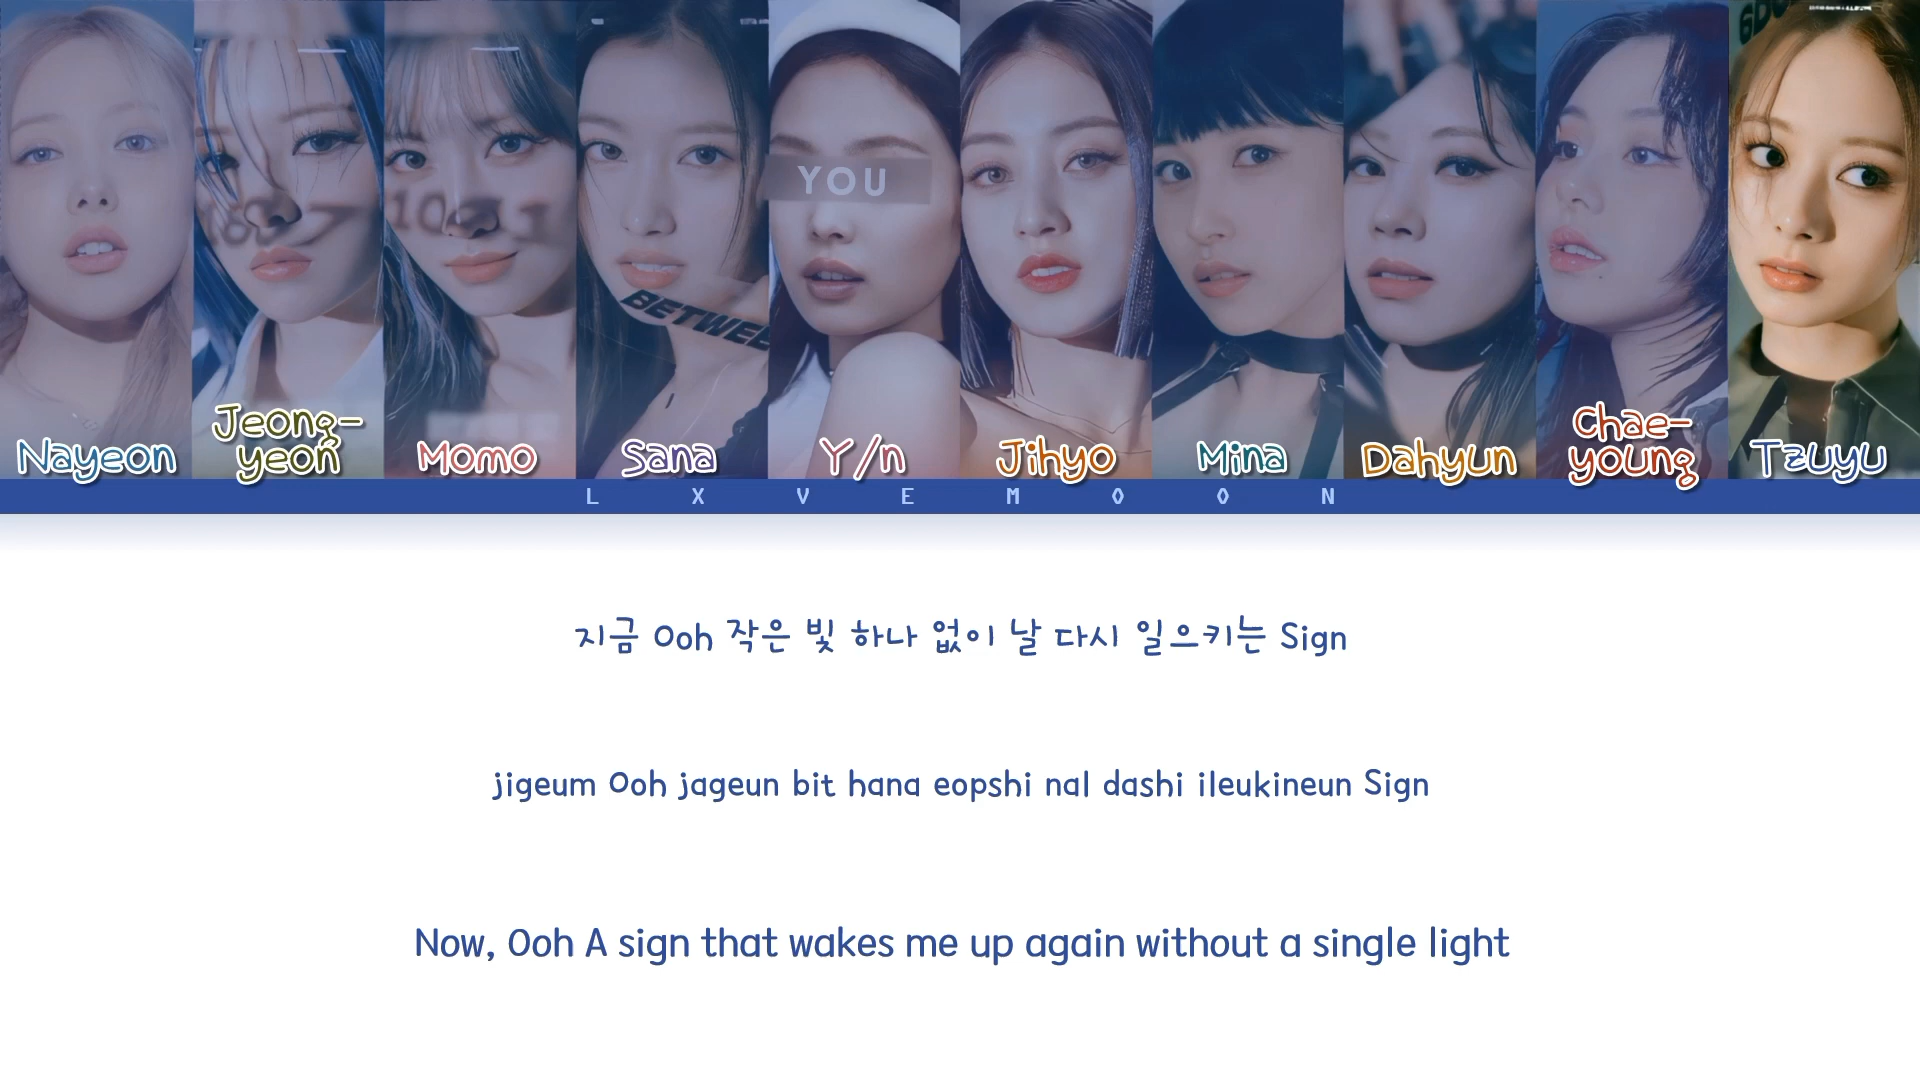 6DC
YOU
BETWEE
Nayeon
Jeong-
yeon
Momo
Sana
Y/n
Jihyo
Mina
Dahyun
Chae-
young
Tzuyu
L X V E M O O N
지금 Ooh 작은 빛 하나 없이 날 다시 일으키는 Sign
jigeum Ooh jageun bit hana eopshi nal dashi ileukineun Sign
Now, Ooh A sign that wakes me up again without a single light